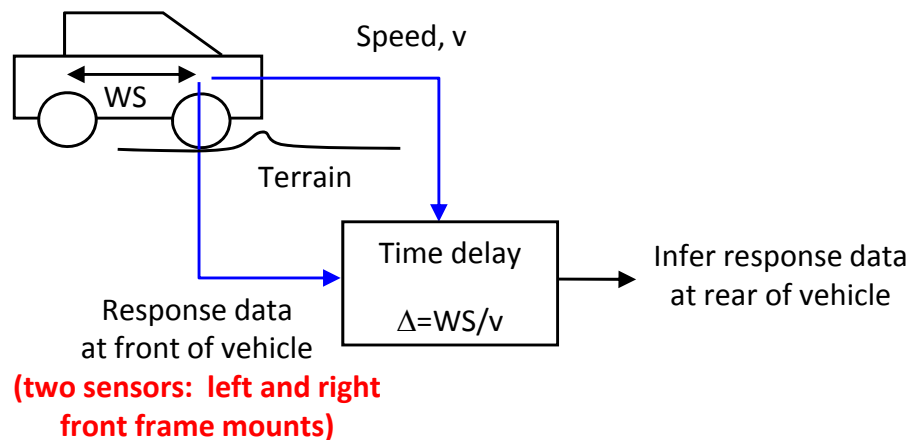 Speed, v
WS
Terrain
Time delay
Δ=WS/v
Infer response data
at rear of vehicle
Response data
at front of vehicle
(two sensors:  left and right
front frame mounts)